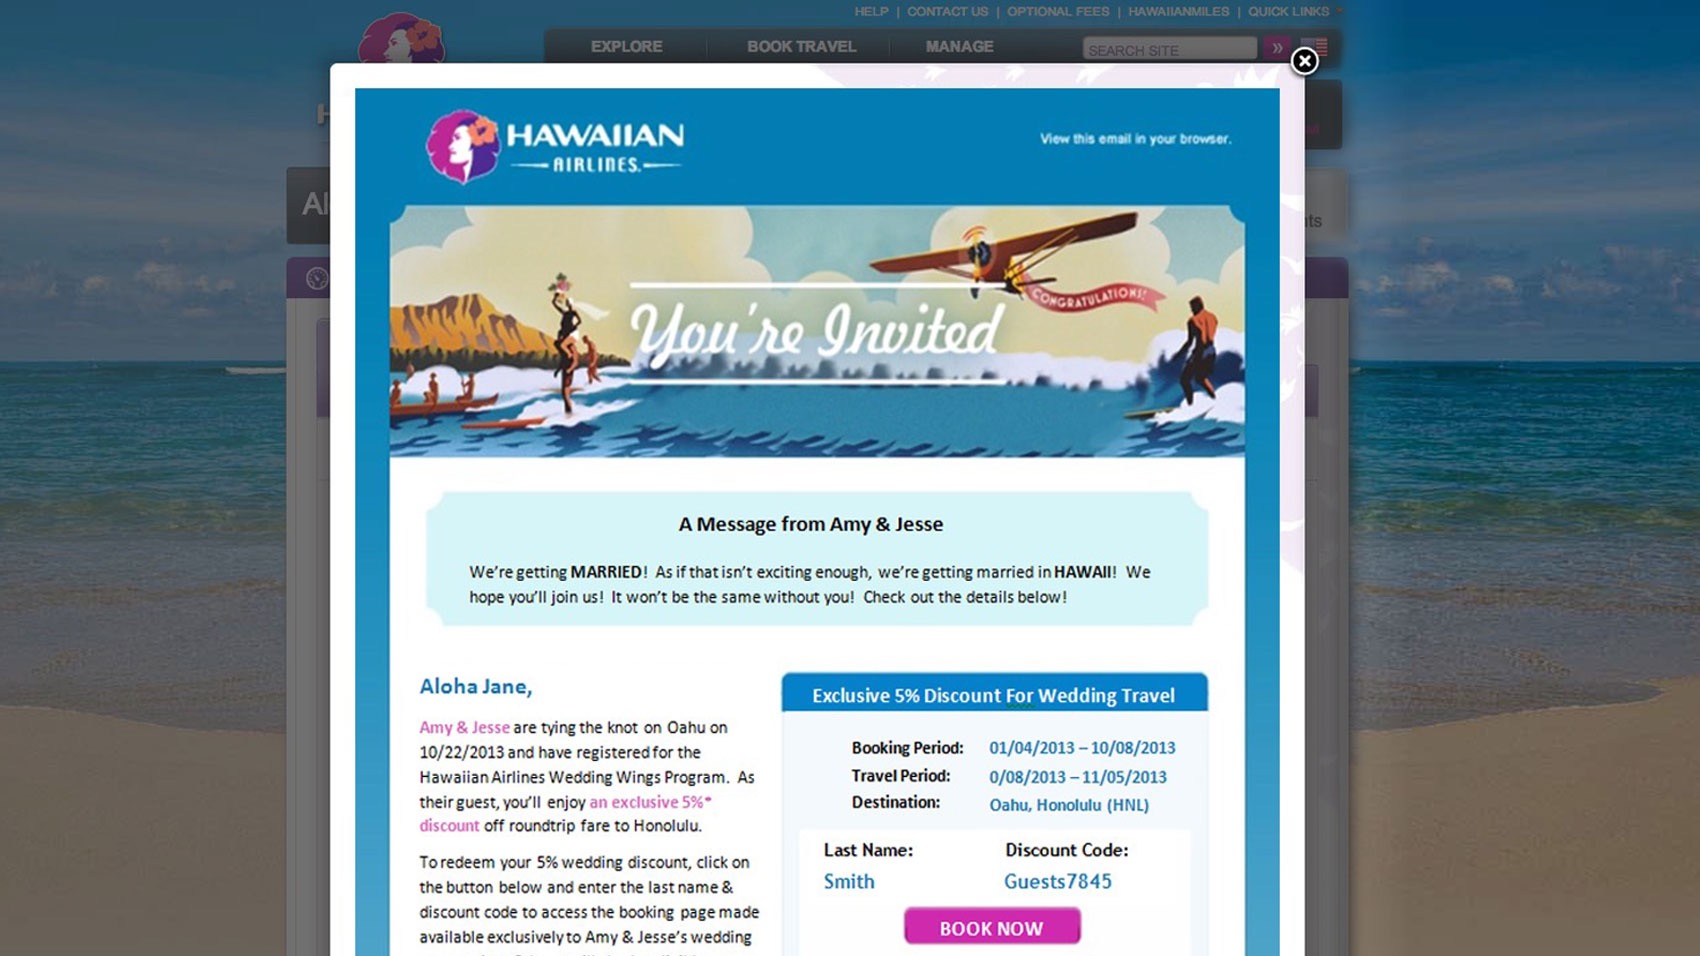 HELP | CONTACT US | OPTIONAL FEES | HAWAIIANMILES | QUICK LINKS
EXPLORE
BOOK TRAVEL
MANAGE
SEARCH SITE
HAWAIIAN
AIRLINES.
View this email in your browser.
CONGRATULATIONS!
You're Invited
A Message from Amy & Jesse
We're getting MARRIED! As if that isn't exciting enough, we're getting married in HAWAII! We
hope you'll join us! It won't be the same without you! Check out the details below!
Aloha Jane,
Amy & Jesse are tying the knot on Oahu on
10/22/2013 and have registered for the
Hawaiian Airlines Wedding Wings Program. As
their guest, you'll enjoy an exclusive 5%*
discount off roundtrip fare to Honolulu.
To redeem your 5% wedding discount, click on
the button below and enter the last name &
discount code to access the booking page made
available exclusively to Amy & Jesse's wedding
Exclusive 5% Discount For Wedding Travel
Booking Period: 01/04/2013 – 10/08/2013
Travel Period: 0/08/2013 – 11/05/2013
Destination: Oahu, Honolulu (HNL)
Last Name: Discount Code:
Smith Guests7845
BOOK NOW